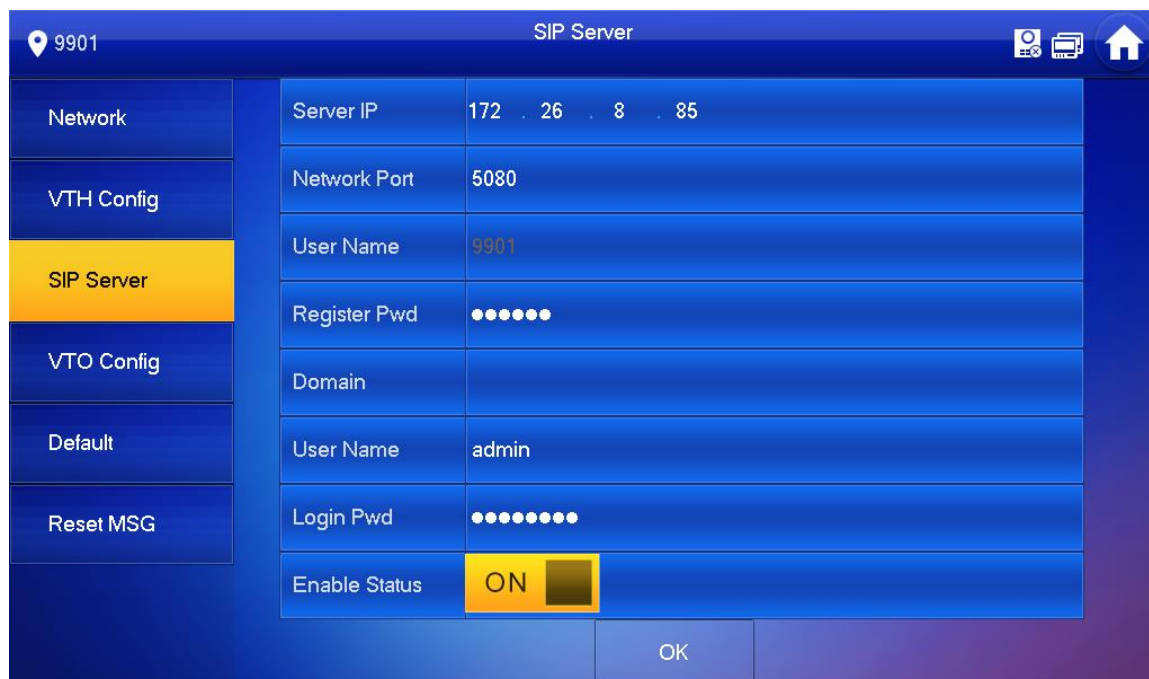 9901
SIP Server
Network
VTH Config
SIP Server
VTO Config
Default
Reset MSG
Server IP 172 . 26 . 8 . 85
Network Port 5080
User Name 9901
Register Pwd ●●●●●●
Domain
User Name admin
Login Pwd ●●●●●●●●
Enable Status ON
OK